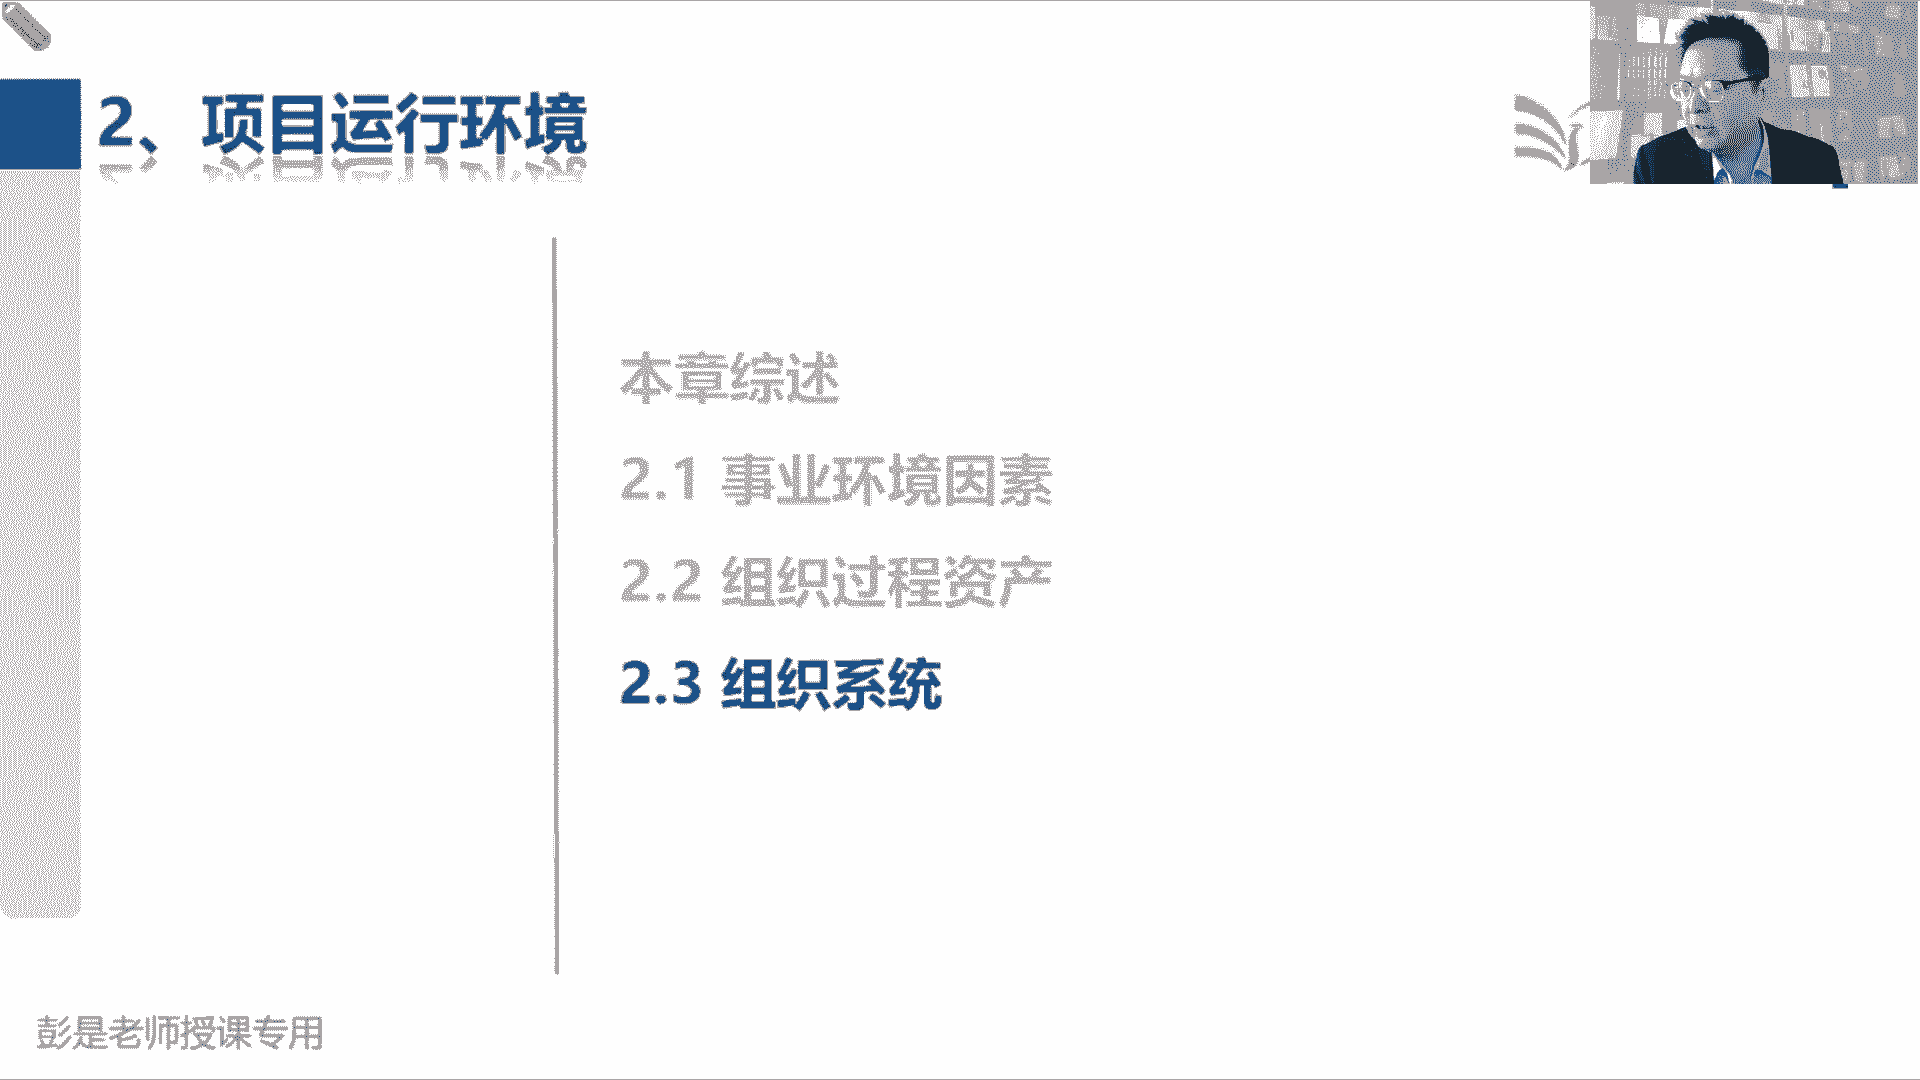 2、项目运行环境
本章综述
2.1 事业环境因素
2.2 组织过程资产
2.3 组织系统
彭是老师授课专用